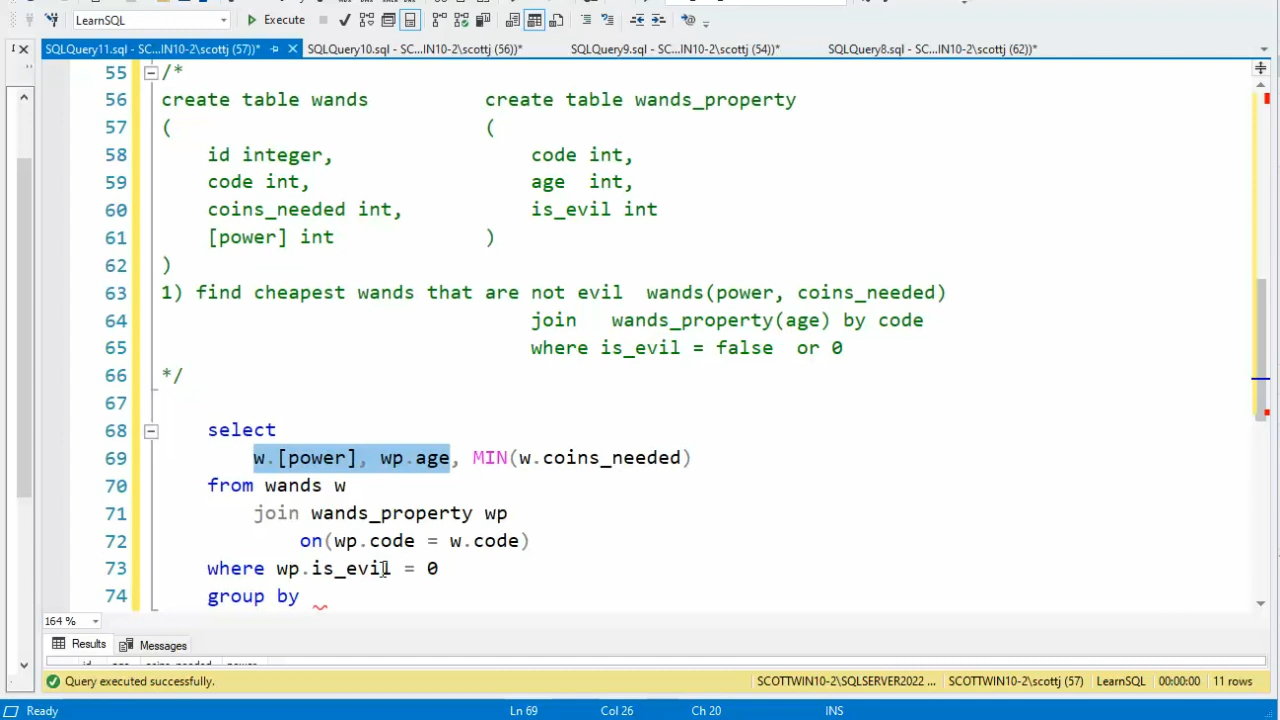 LearnSQL Execute
SQLQuery11.sql - SC...IN10-2\scottj (57))* SQLQuery10.sql - SC...IN10-2\scottj (56))* SQLQuery9.sql - SC...IN10-2\scottj (54))* SQLQuery8.sql - SC...IN10-2\scottj (62))*
55 /*
56 create table wands create table wands_property
57 ( (
58 id integer, code int,
59 code int, age int,
60 coins_needed int, is_evil int
61 [power] int )
62 )
63 1) find cheapest wands that are not evil wands(power, coins_needed)
64 join wands_property(age) by code
65 where is_evil = false or 0
66 */
67
68 select
69 w.[power], wp.age, MIN(w.coins_needed)
70 from wands w
71 join wands_property wp
72 on(wp.code = w.code)
73 where wp.is_evil = 0
74 group by
164 %
Results Messages
id age coins_needed power
Query executed successfully. SCOTTWIN10-2\SQLSERVER2022 ... SCOTTWIN10-2\scottj (57) LearnSQL 00:00:00 11 rows
Ready Ln 69 Col 26 Ch 20 INS